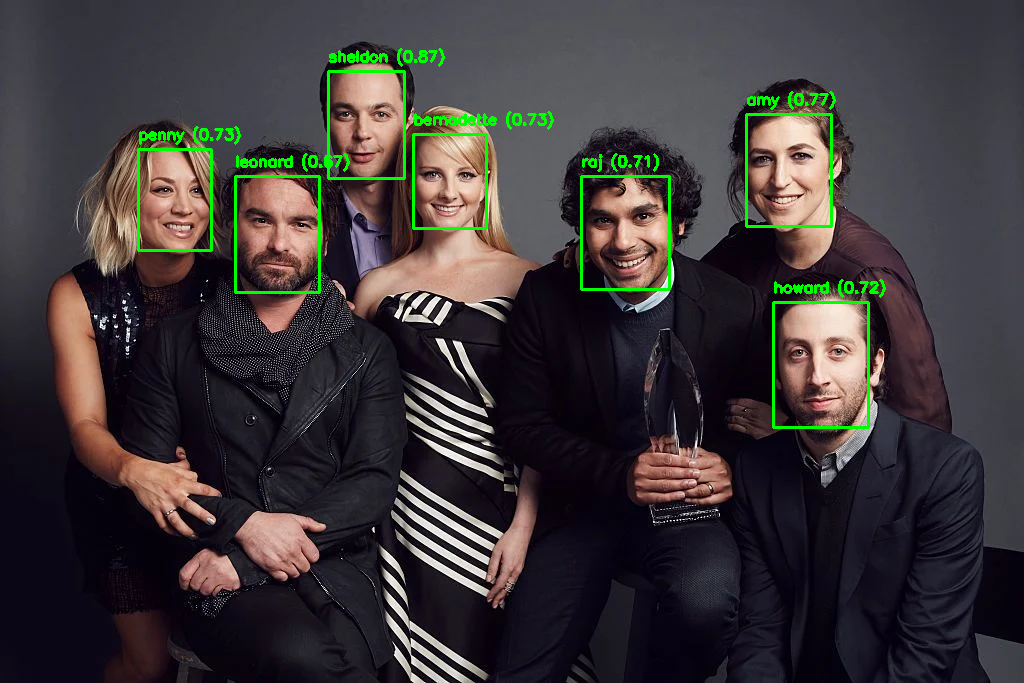 sheldon (0.87)
bernadette (0.73)
penny (0.73)
leonard (0.67)
raj (0.71)
amy (0.77)
howard (0.72)